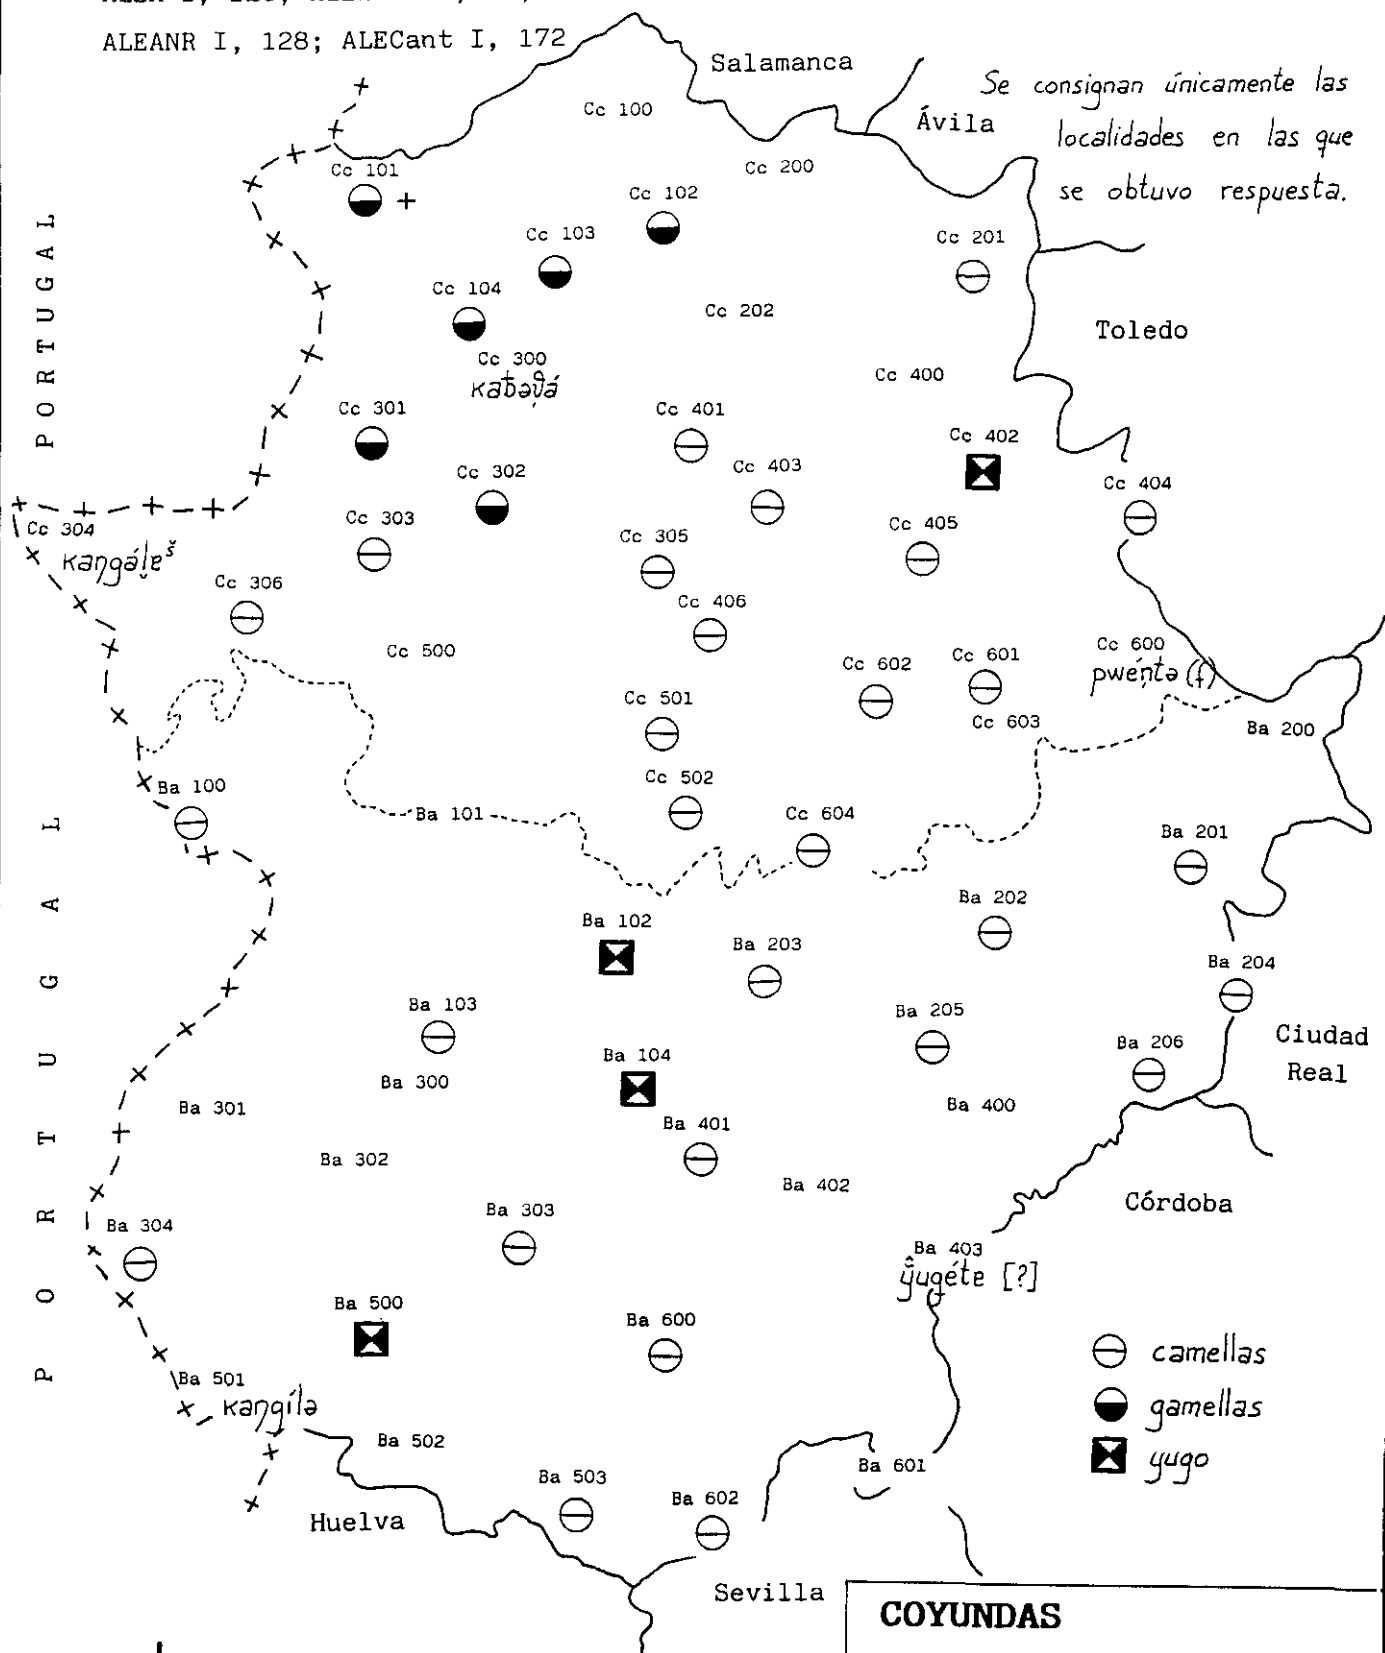 ALEANR I, 128; ALECant I, 172
Salamanca
Se consignan únicamente las
localidades en las que
se obtuvo respuesta.
Ávila
Cc 100
Cc 101
+
Cc 200
Cc 102
Cc 103
Cc 201
Cc 104
Cc 202
Toledo
Cc 300
Cc 400
Cc 301
Cc 401
Cc 402
Cc 302
Cc 403
Cc 404
Cc 303
Cc 405
Cc 304
Cc 305
Cc 306
Cc 406
Cc 500
Cc 600
Cc 601
Cc 602
pwéṇtə (f)
Cc 501
Cc 603
Ba 200
Cc 502
Ba 100
Ba 101
Cc 604
Ba 201
Ba 202
Ba 102
Ba 203
Ba 204
Ba 103
Ba 205
Ciudad
Real
Ba 104
Ba 206
Ba 300
Ba 301
Ba 400
Ba 401
Ba 302
Ba 402
Córdoba
Ba 303
Ba 304
Ba 403
Ba 500
Ba 600
camellas
Ba 501
kaŋgílə
gamellas
Ba 502
yugo
Ba 601
Ba 503
Ba 602
Huelva
Sevilla
PORTUGAL
PORTUGAL
COYUNDAS